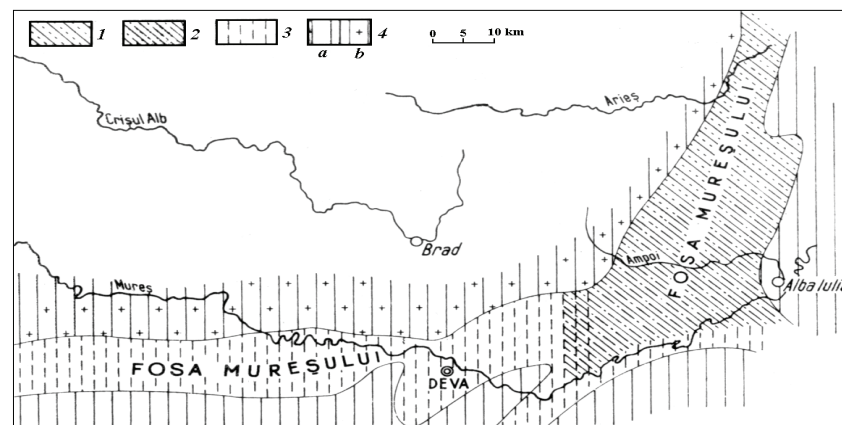 1 2 3 4
a b
0 5 10 km
Arieş
Crişul Alb
FOSA MUREŞULUI
Brad
Ampoi
Alba Iulia
Mureş
FOSA MUREŞULUI
DEVA